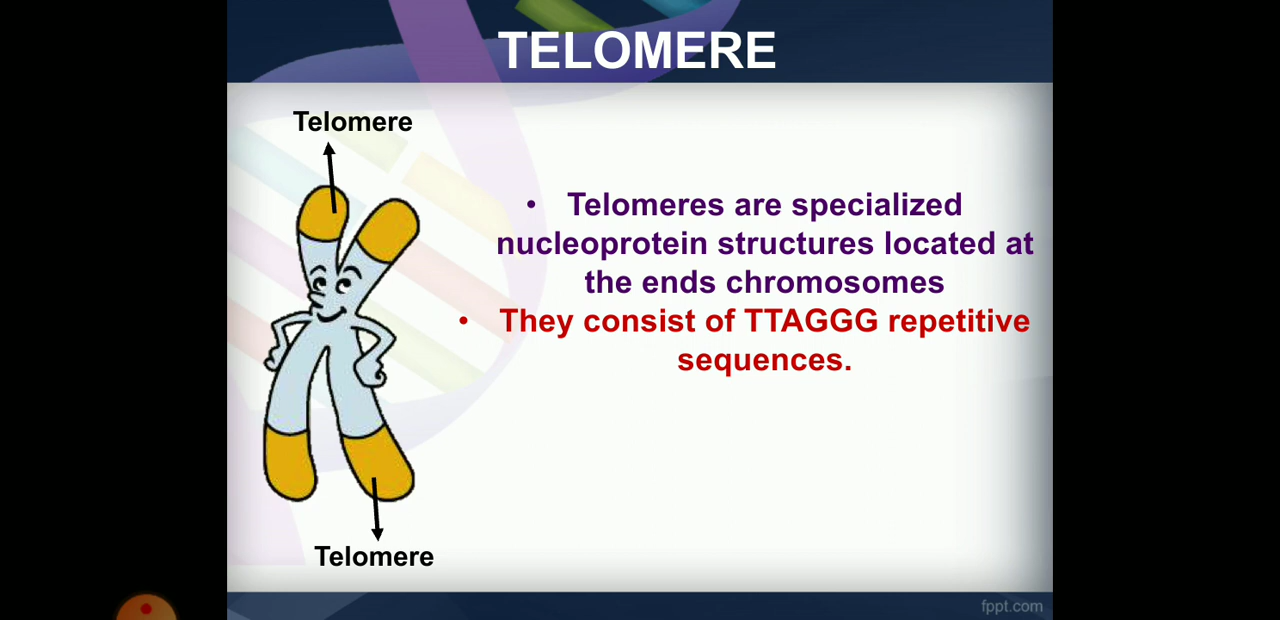 TELOMERE
Telomere
• Telomeres are specialized
nucleoprotein structures located at
the ends chromosomes
• They consist of TTAGGG repetitive
sequences.
Telomere
fppt.com